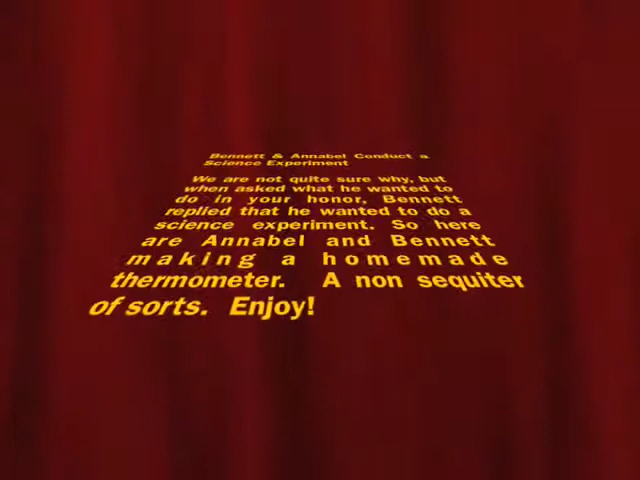 Bennett & Annabel Conduct a
Science Experiment
We are not quite sure why, but
when asked what he wanted to
do in your honor, Bennett
replied that he wanted to do a
science experiment. So here
are Annabel and Bennett
making a homemade
thermometer. A non sequiter
of sorts. Enjoy!